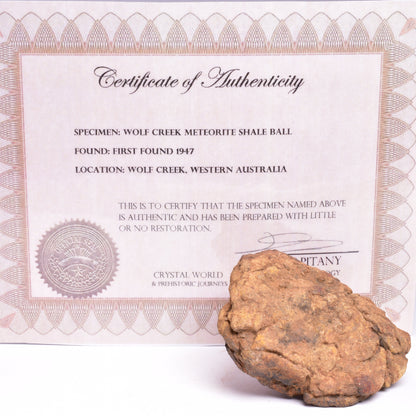 Certificate of Authenticity
SPECIMEN: WOLF CREEK METEORITE SHALE BALL
FOUND: FIRST FOUND 1947
LOCATION: WOLF CREEK, WESTERN AUSTRALIA
THIS IS TO CERTIFY THAT THE SPECIMEN NAMED ABOVE
IS AUTHENTIC AND HAS BEEN PREPARED WITH LITTLE
OR NO RESTORATION.
PITANY
CRYSTAL WORLD
& PREHISTORIC JOURNEYS